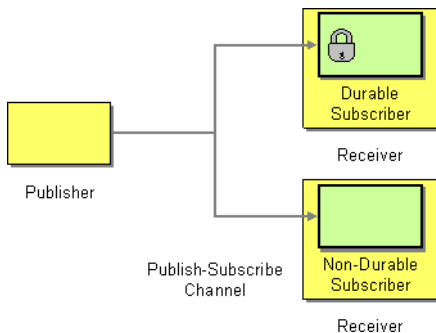 Durable
Subscriber
Receiver
Publisher
Publish-Subscribe
Channel
Non-Durable
Subscriber
Receiver